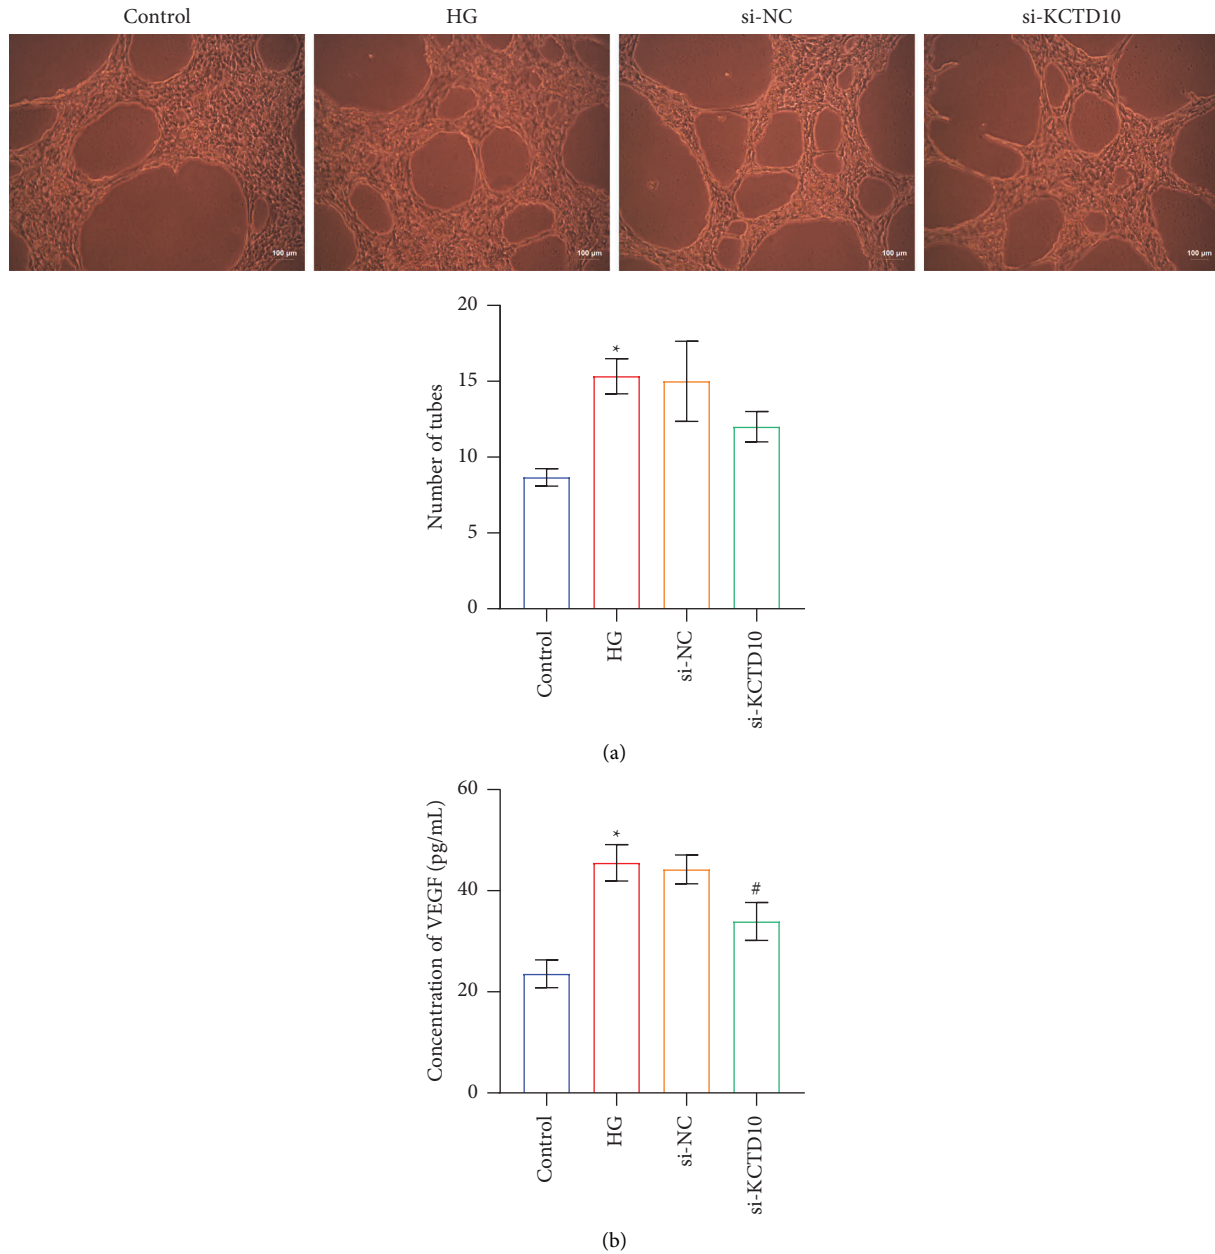 Control
HG
si-NC
si-KCTD10
100 µm
100 µm
100 µm
100 µm
20
15
10
5
0
Number of tubes
*
Control
HG
si-NC
si-KCTD10
(a)
60
40
20
0
Concentration of VEGF (pg/mL)
*
#
Control
HG
si-NC
si-KCTD10
(b)